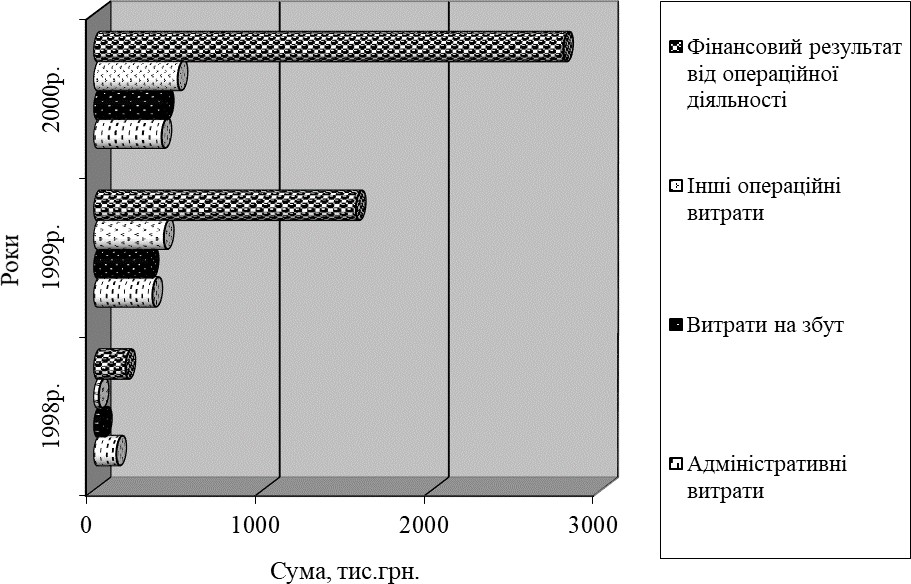 Роки
2000р.
1999р.
1998р.
0
1000
2000
3000
Сума, тис.грн.
Фінансовий результат
від операційної
діяльності
Інші операційні
витрати
Витрати на збут
Адміністративні
витрати